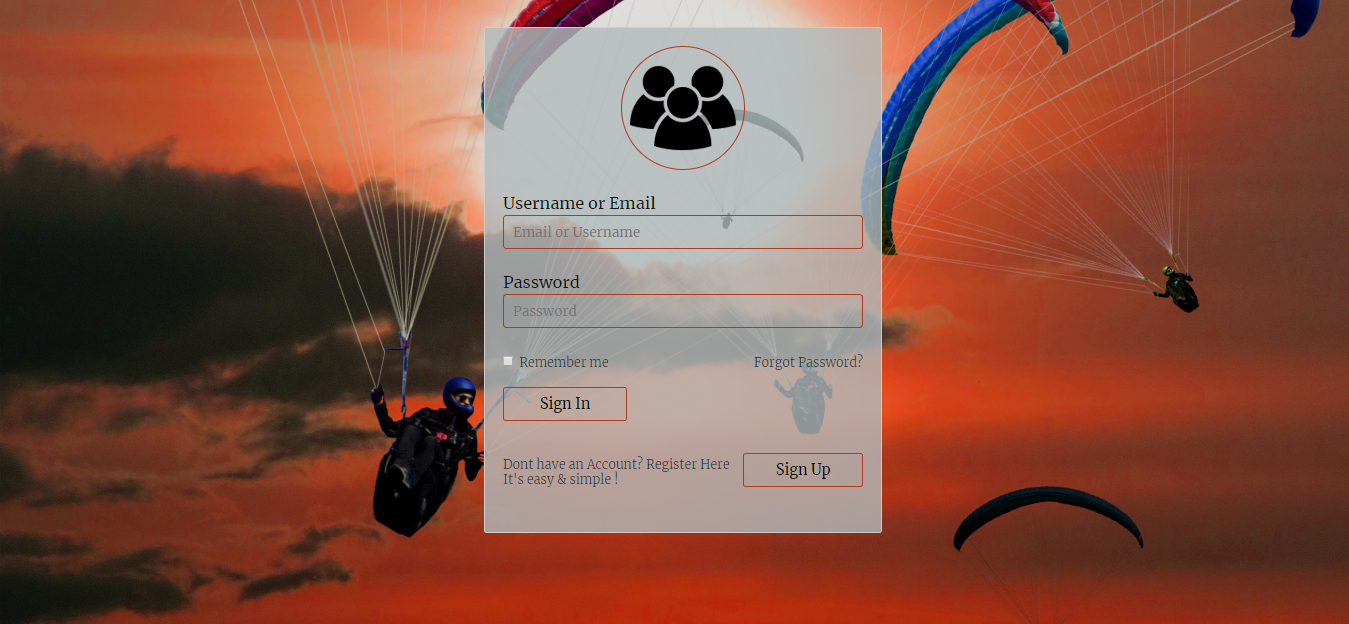 Username or Email
Email or Username
Password
Password
Remember me
Forgot Password?
Sign In
Dont have an Account? Register Here
It's easy & simple !
Sign Up